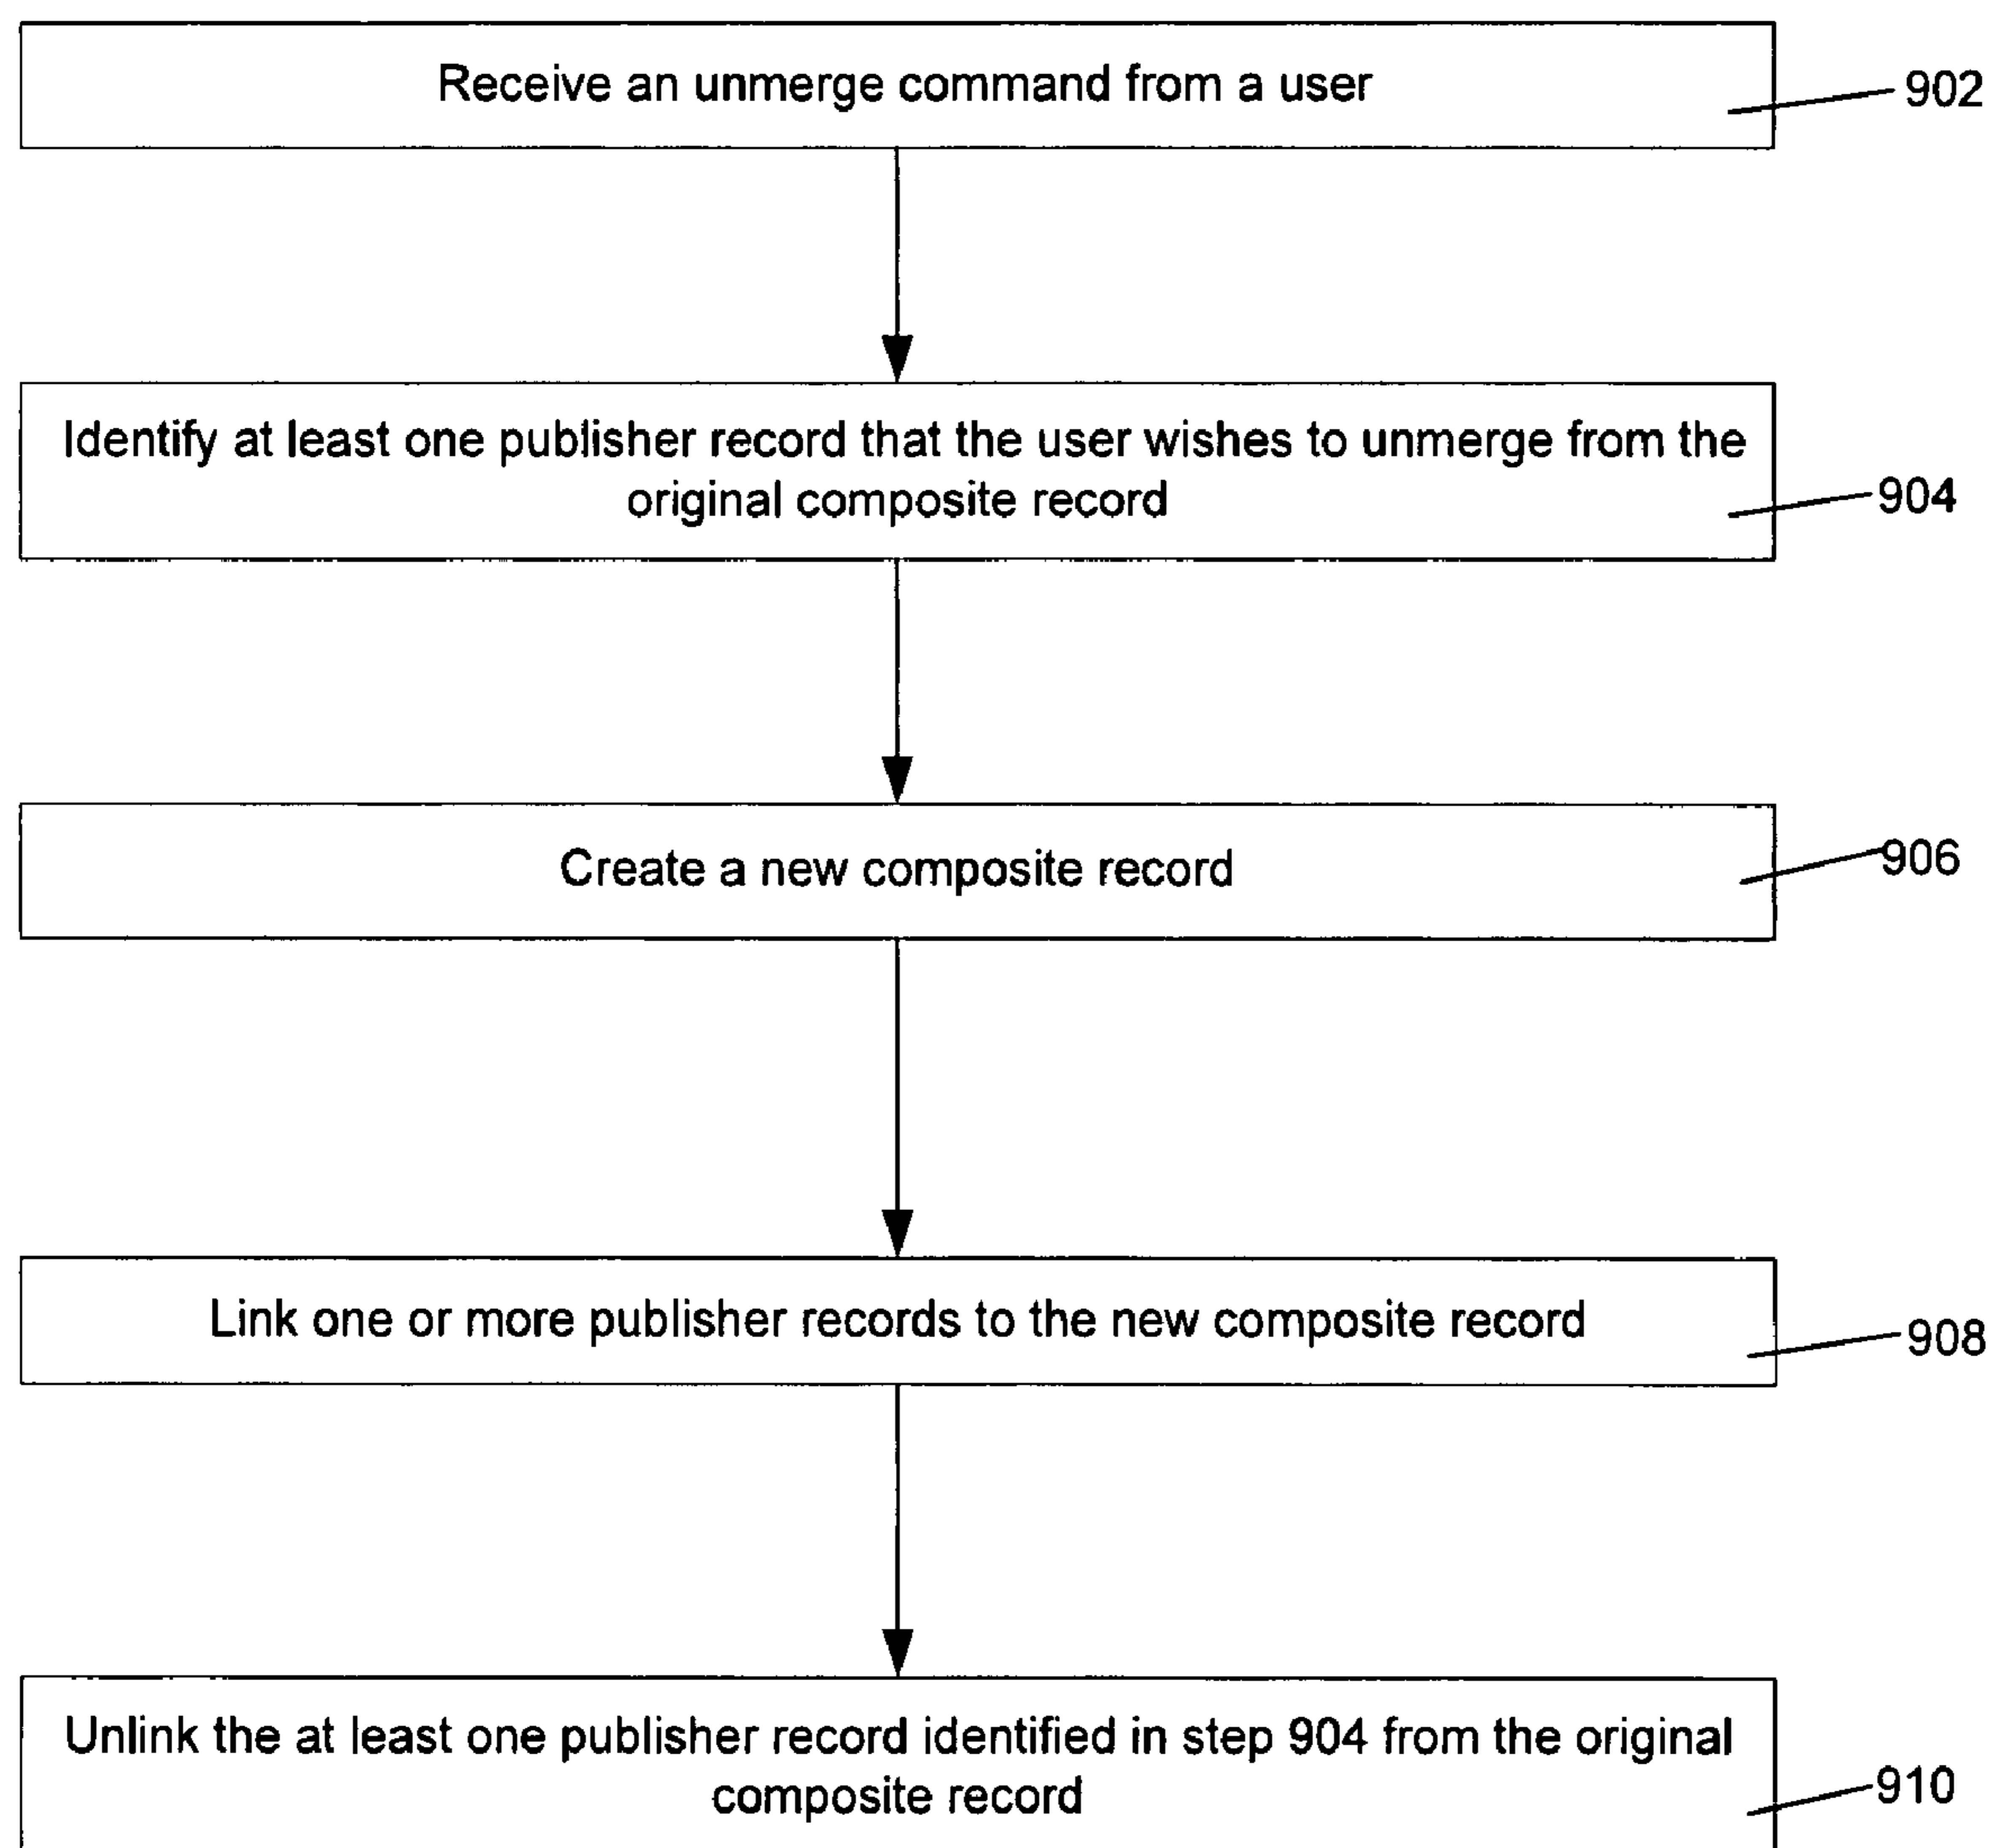 Receive an unmerge command from a user
902
Identify at least one publisher record that the user wishes to unmerge from the
original composite record
904
Create a new composite record
906
Link one or more publisher records to the new composite record
908
Unlink the at least one publisher record identified in step 904 from the original
composite record
910